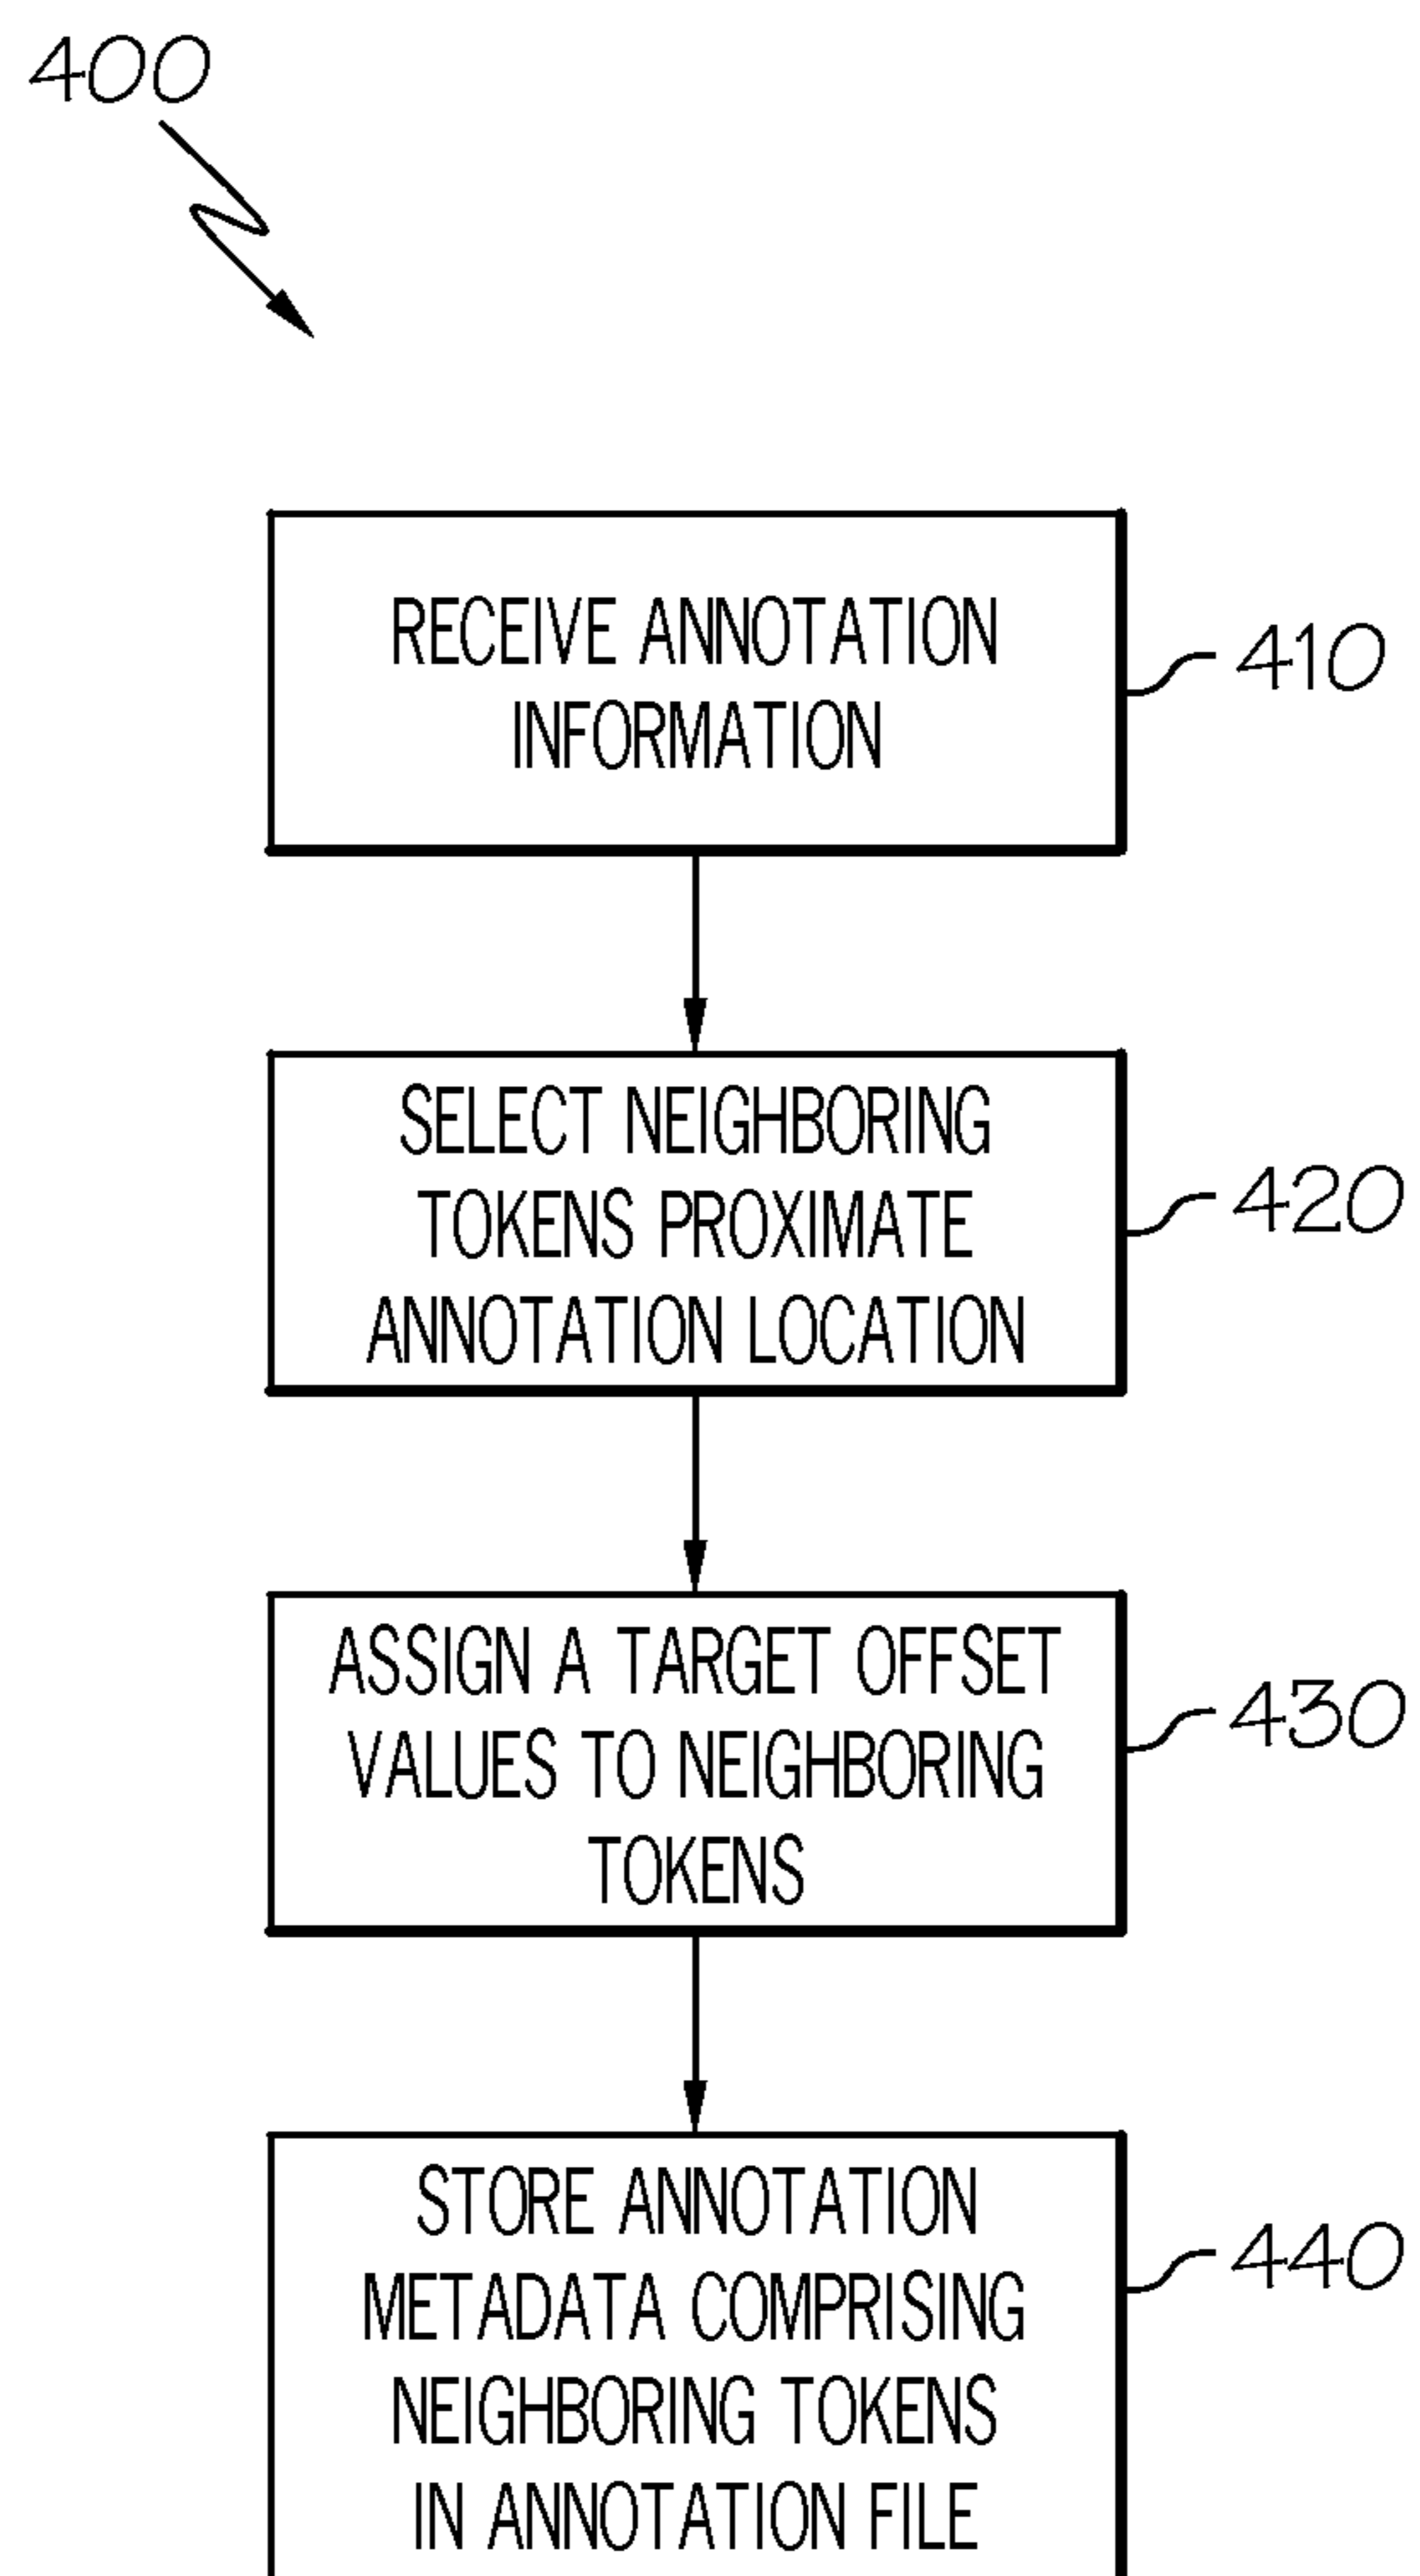 400
RECEIVE ANNOTATION
INFORMATION
410
SELECT NEIGHBORING
TOKENS PROXIMATE
ANNOTATION LOCATION
420
ASSIGN A TARGET OFFSET
VALUES TO NEIGHBORING
TOKENS
430
STORE ANNOTATION
METADATA COMPRISING
NEIGHBORING TOKENS
IN ANNOTATION FILE
440